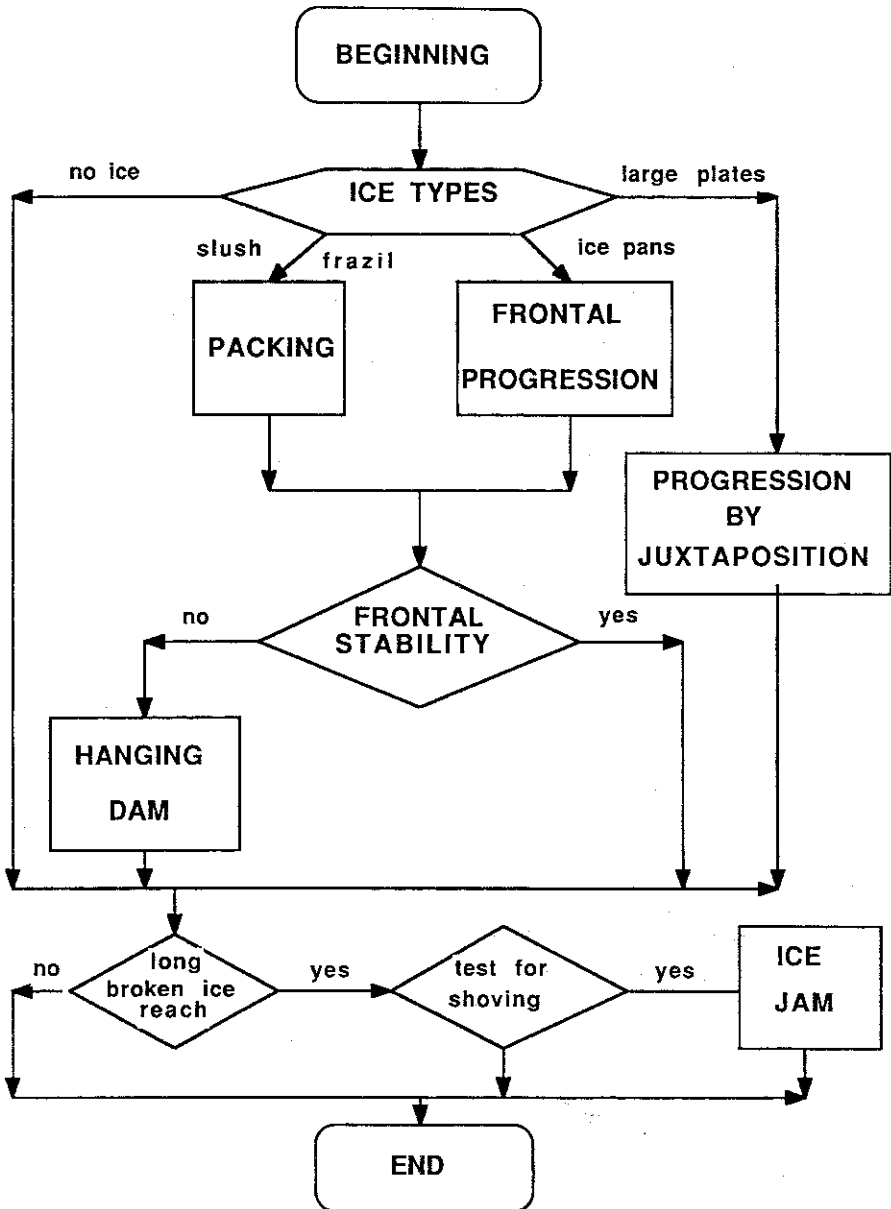 BEGINNING
no ice
ICE TYPES
large plates
slush
frazil
ice pans
PACKING
FRONTAL
PROGRESSION
PROGRESSION
BY
JUXTAPOSITION
no
FRONTAL
STABILITY
yes
HANGING
DAM
no
long
broken ice
reach
yes
test for
shoving
yes
ICE
JAM
END